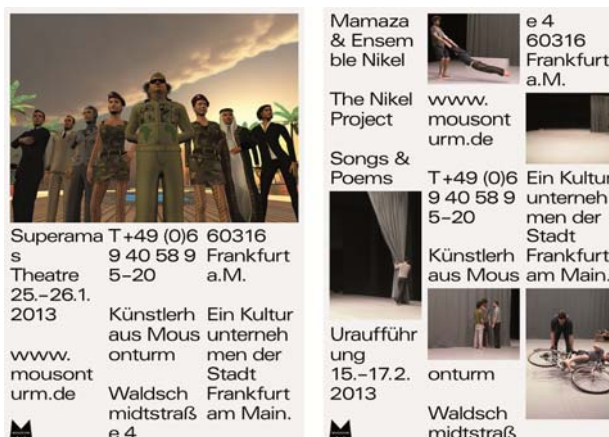 Superama
s
Theatre
25.–26.1.
2013
www.
mousont
urm.de
T+49 (0)6
9 40 58 9
5–20
Künstlerh
aus Mous
onturm
Waldsch
midtstraß
e 4
60316
Frankfurt
a.M.
Ein Kultur
unterneh
men der
Stadt
Frankfurt
am Main.
Mamaza
& Ensem
ble Nikel
The Nikel
Project
Songs &
Poems
Uraufführ
ung
15.–17.2.
2013
www.
mousont
urm.de
T+49 (0)6
9 40 58 9
5–20
Künstlerh
aus Mous
onturm
Waldsch
midtstraß
e 4
60316
Frankfurt
a.M.
Ein Kultur
unterneh
men der
Stadt
Frankfurt
am Main.